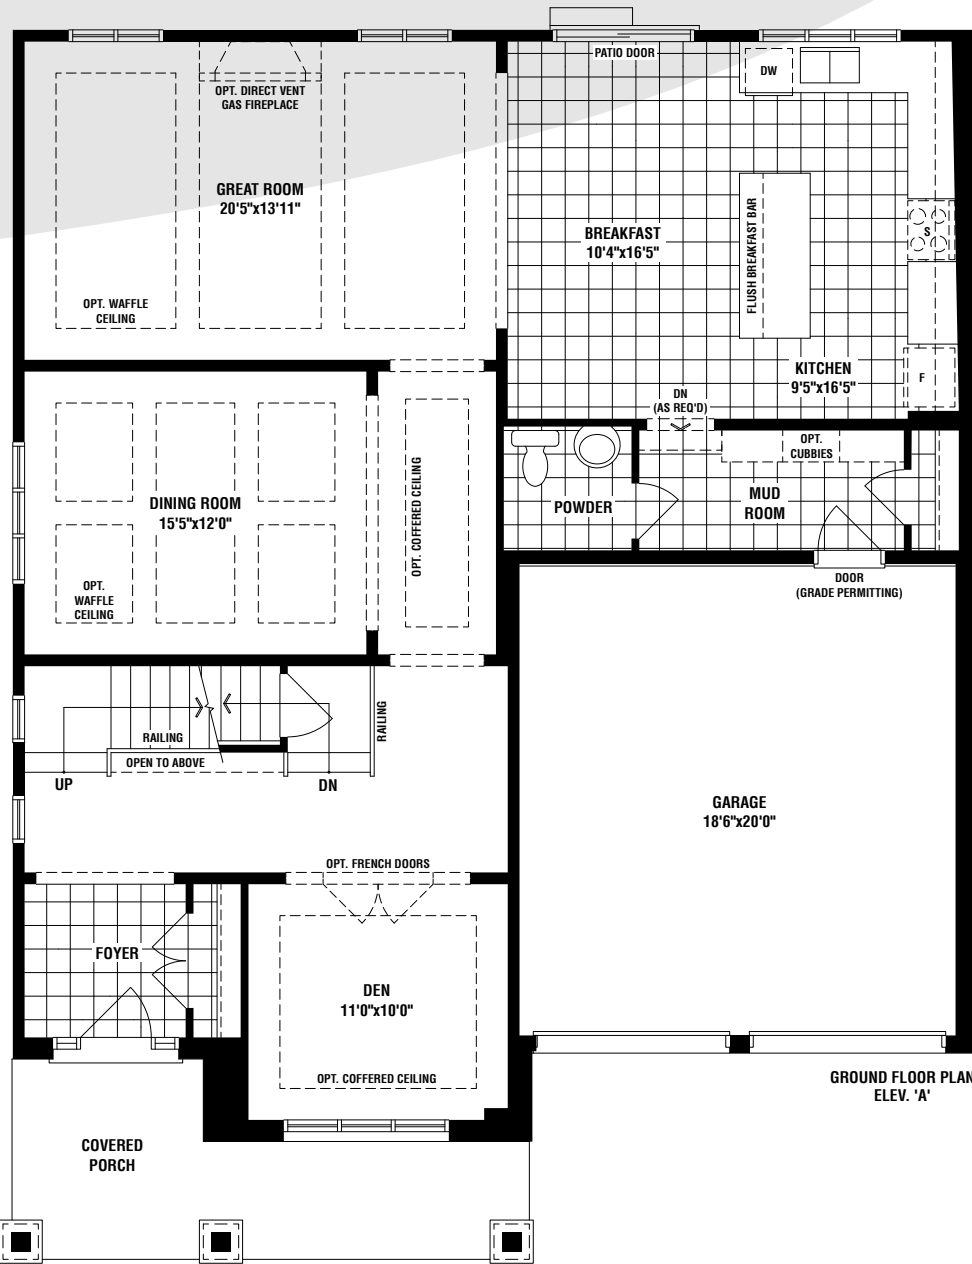 PATIO DOOR
DW
OPT. DIRECT VENT
GAS FIREPLACE
GREAT ROOM
20'5"x13'11"
BREAKFAST
10'4"x16'5"
FLUSH BREAKFAST BAR
S
OPT. WAFFLE
CEILING
KITCHEN
9'5"x16'5"
F
DN
(AS REQ'D)
OPT.
CUBBIES
OPT. COFFERED CEILING
DINING ROOM
15'5"x12'0"
POWDER
MUD
ROOM
OPT.
WAFFLE
CEILING
DOOR
(GRADE PERMITTING)
RAILING
RAILING
OPEN TO ABOVE
UP
DN
GARAGE
18'6"x20'0"
OPT. FRENCH DOORS
FOYER
DEN
11'0"x10'0"
OPT. COFFERED CEILING
GROUND FLOOR PLAN
ELEV. 'A'
COVERED
PORCH